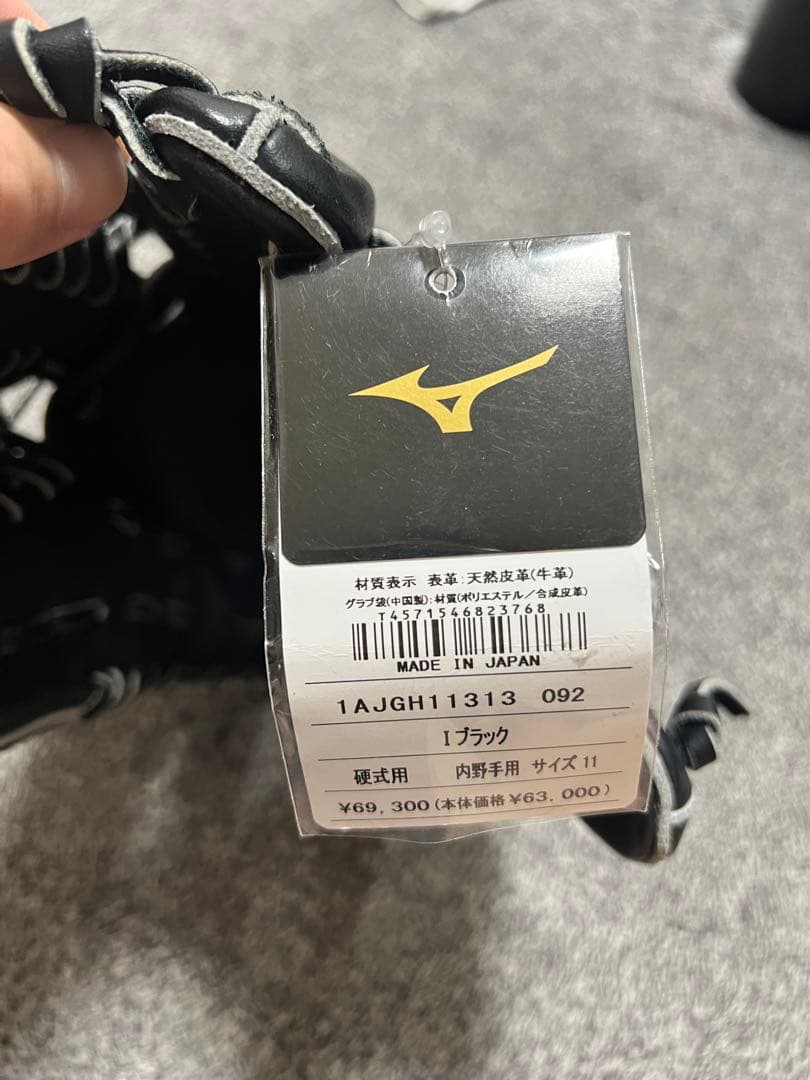 材質表示 表革:天然皮革(牛革)
グラブ袋(中国製):材質(ポリエステル/合成皮革)
T4571546823768
MADE IN JAPAN
1AJGH11313 092
Iブラック
硬式用 内野手用 サイズ11
¥69,300(本体価格¥63,000)